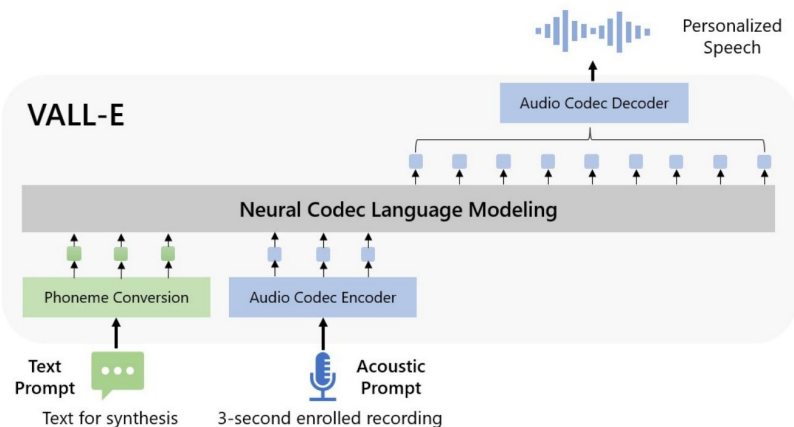 Personalized
Speech
Audio Codec Decoder
VALL-E
Neural Codec Language Modeling
Phoneme Conversion
Audio Codec Encoder
Text
Prompt
Acoustic
Prompt
Text for synthesis
3-second enrolled recording